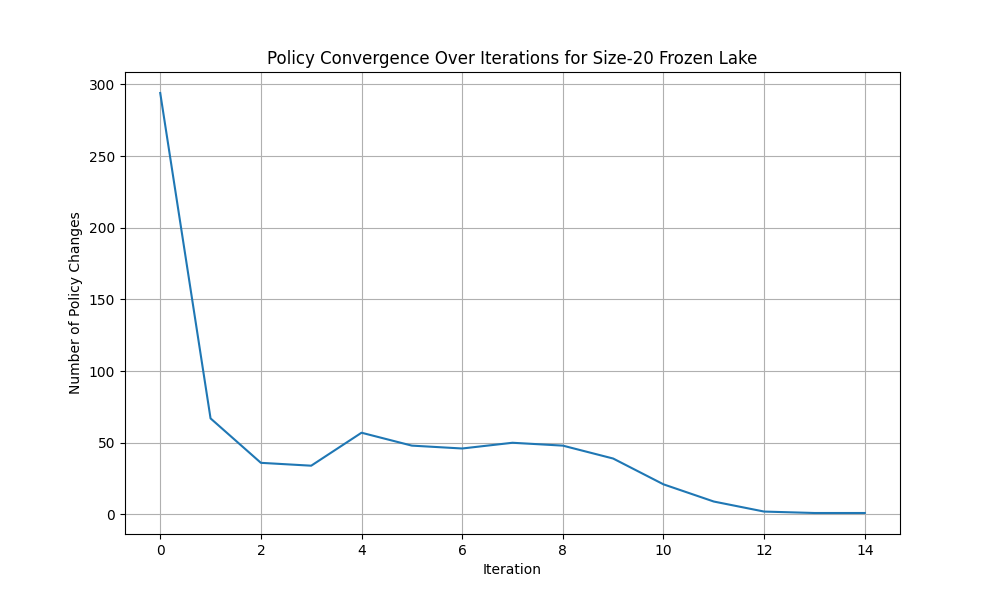 Policy Convergence Over Iterations for Size-20 Frozen Lake
300
250
200
150
100
50
0
Number of Policy Changes
0 2 4 6 8 10 12 14
Iteration